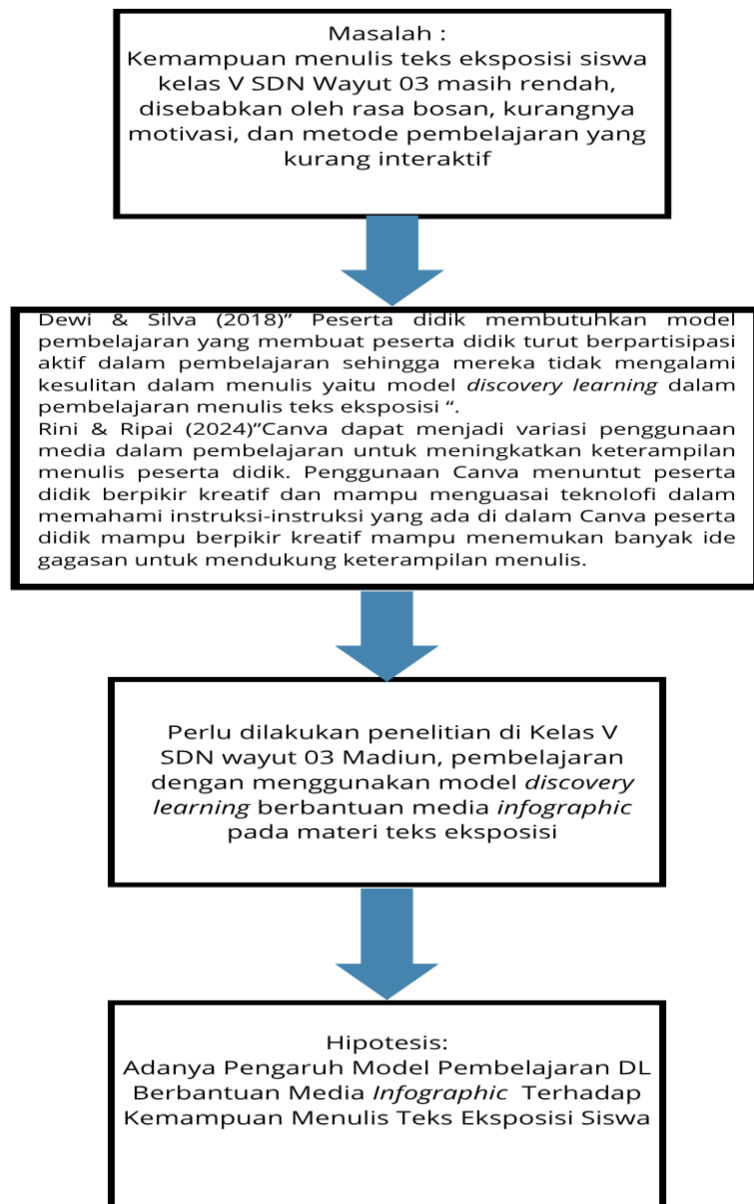 Masalah :
Kemampuan menulis teks eksposisi siswa
kelas V SDN Wayut 03 masih rendah,
disebabkan oleh rasa bosan, kurangnya
motivasi, dan metode pembelajaran yang
kurang interaktif
Dewi & Silva (2018)” Peserta didik membutuhkan model
pembelajaran yang membuat peserta didik turut berpartisipasi
aktif dalam pembelajaran sehingga mereka tidak mengalami
kesulitan dalam menulis yaitu model discovery learning dalam
pembelajaran menulis teks eksposisi “.
Rini & Ripai (2024)”Canva dapat menjadi variasi penggunaan
media dalam pembelajaran untuk meningkatkan keterampilan
menulis peserta didik. Penggunaan Canva menuntut peserta
didik berpikir kreatif dan mampu menguasai teknolofi dalam
memahami instruksi-instruksi yang ada di dalam Canva peserta
didik mampu berpikir kreatif mampu menemukan banyak ide
gagasan untuk mendukung keterampilan menulis.
Perlu dilakukan penelitian di Kelas V
SDN wayut 03 Madiun, pembelajaran
dengan menggunakan model discovery
learning berbantuan media infographic
pada materi teks eksposisi
Hipotesis:
Adanya Pengaruh Model Pembelajaran DL
Berbantuan Media Infographic Terhadap
Kemampuan Menulis Teks Eksposisi Siswa